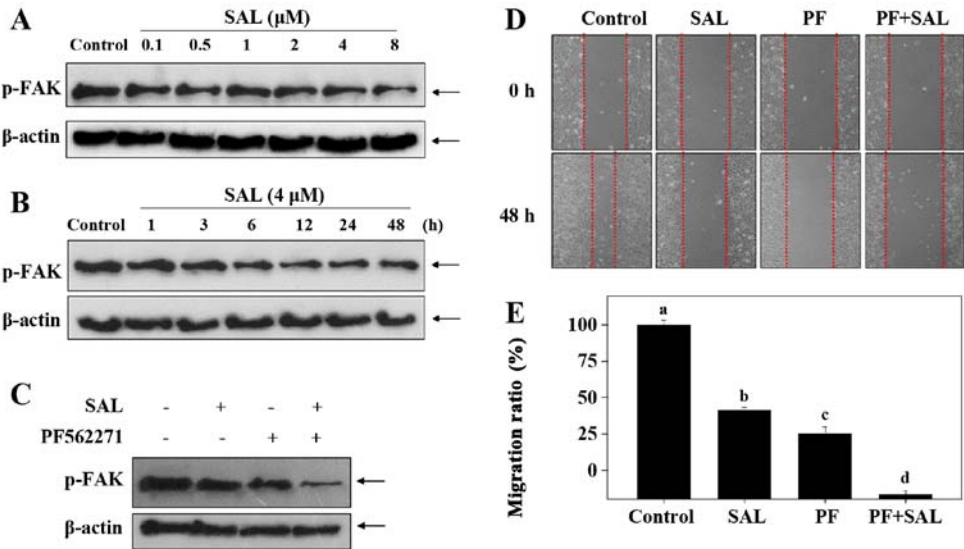 A
SAL (μM)
Control 0.1 0.5 1 2 4 8
p-FAK
β-actin
B
SAL (4 μM)
Control 1 3 6 12 24 48 (h)
p-FAK
β-actin
C
SAL - + - +
PF562271 - - + +
p-FAK
β-actin
D
Control SAL PF PF+SAL
0 h
48 h
E
Migration ratio (%)
100
75
50
25
0
a
b
c
d
Control SAL PF PF+SAL